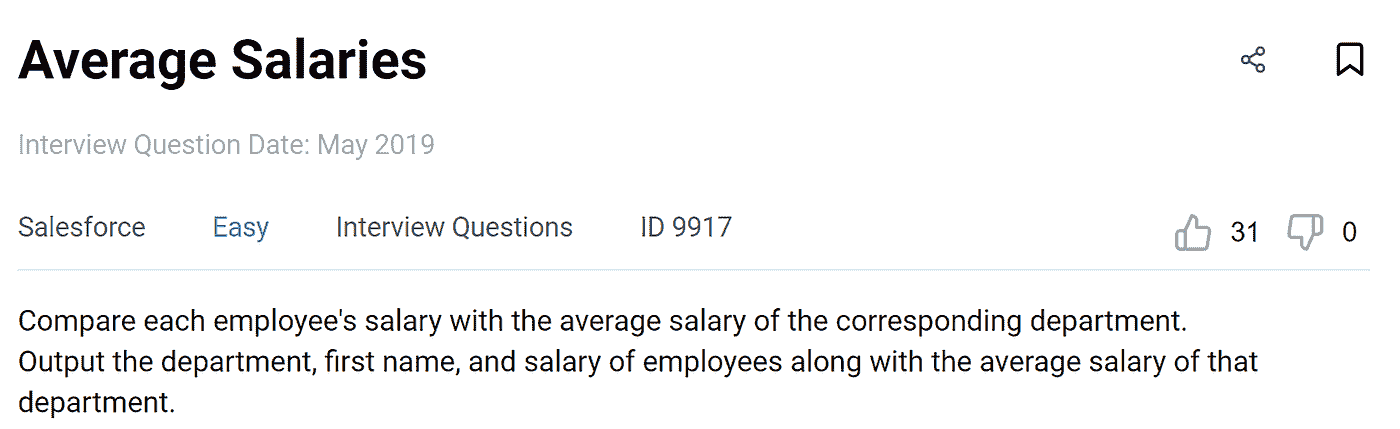 Average Salaries
Interview Question Date: May 2019
Salesforce Easy Interview Questions ID 9917 31 0
Compare each employee's salary with the average salary of the corresponding department.
Output the department, first name, and salary of employees along with the average salary of that
department.